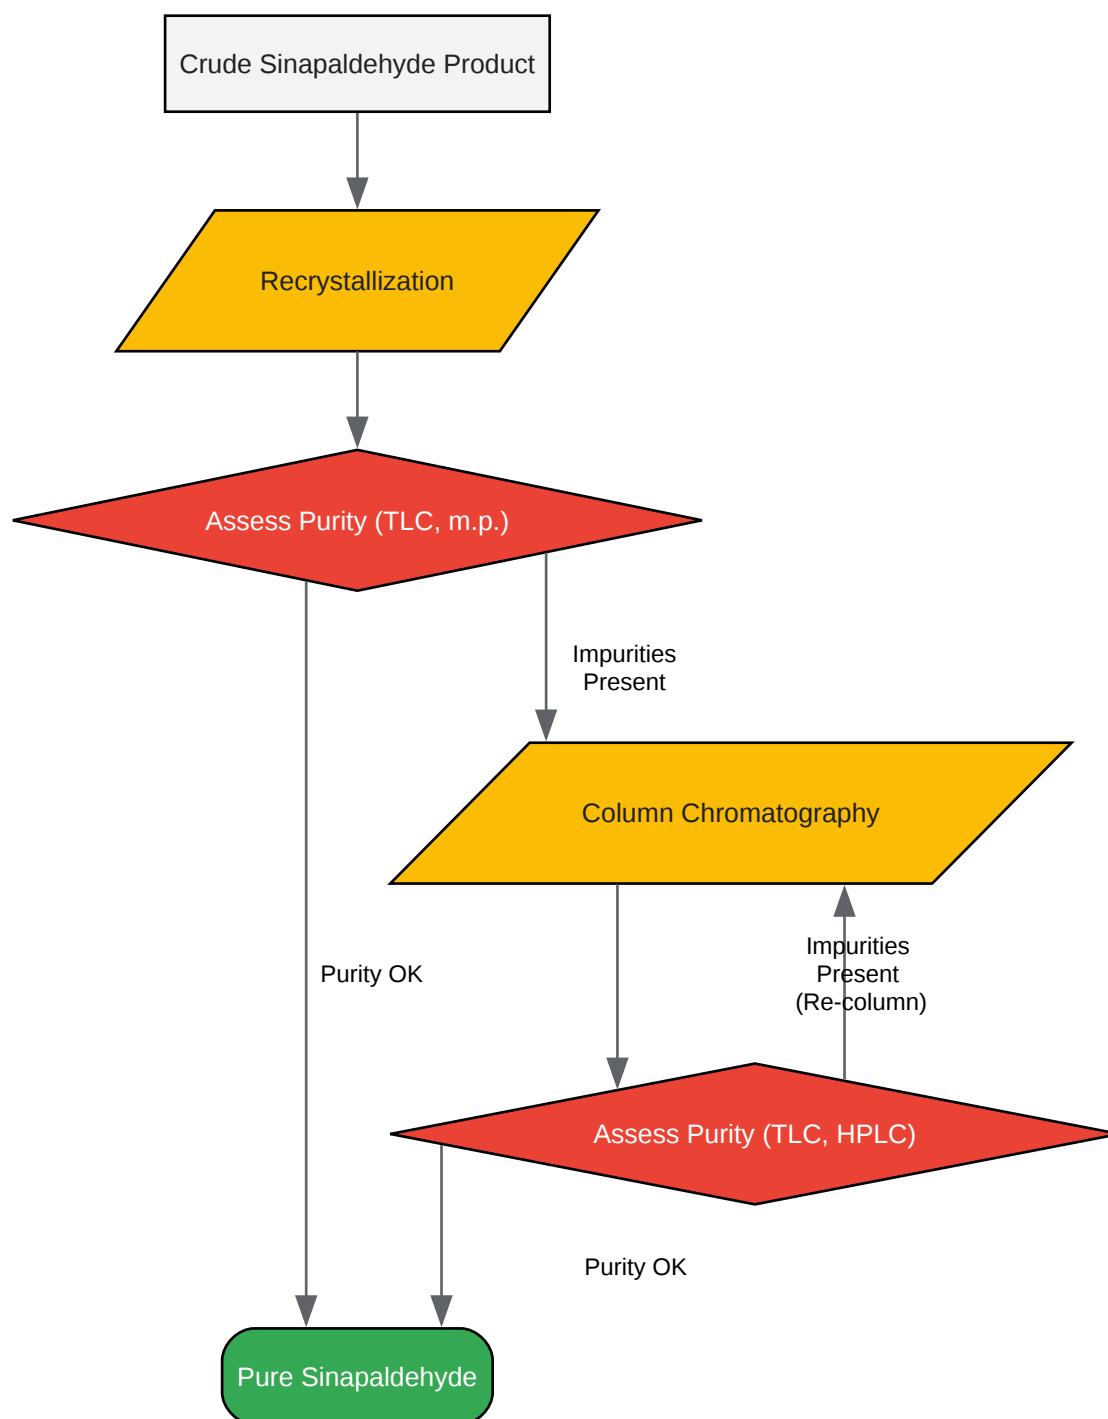 Crude Sinapaldehyde Product
Recrystallization
Assess Purity (TLC, m.p.)
Impurities
Present
Column Chromatography
Impurities
Present
(Re-column)
Purity OK
Assess Purity (TLC, HPLC)
Purity OK
Pure Sinapaldehyde